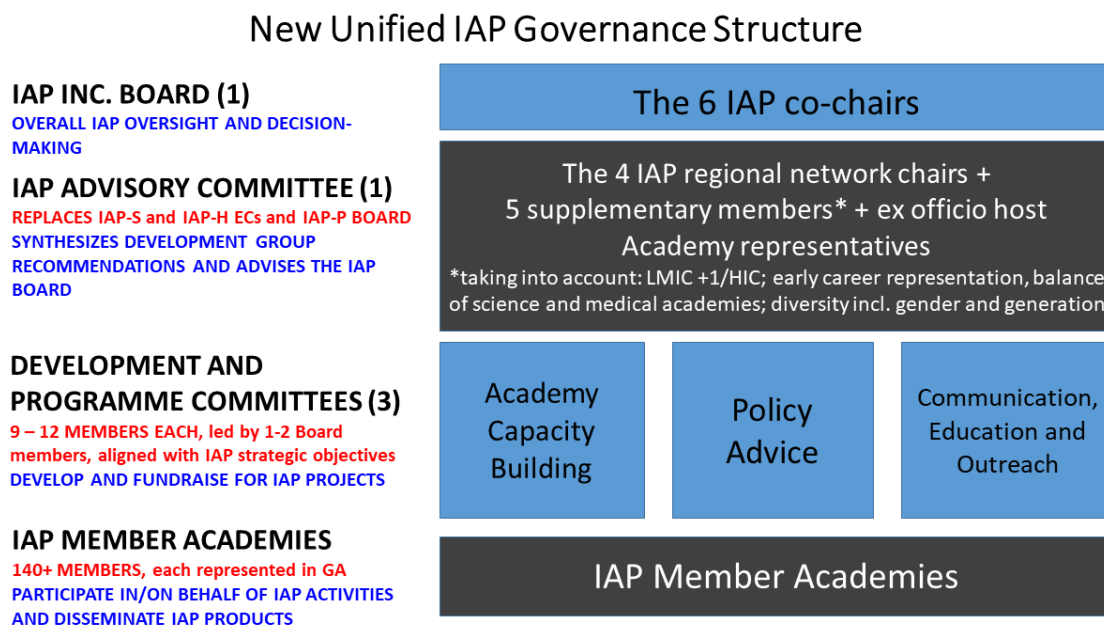 New Unified IAP Governance Structure
IAP INC. BOARD (1)
OVERALL IAP OVERSIGHT AND DECISION-
MAKING
The 6 IAP co-chairs
IAP ADVISORY COMMITTEE (1)
REPLACES IAP-S and IAP-H ECs and IAP-P BOARD
SYNTHESIZES DEVELOPMENT GROUP
RECOMMENDATIONS AND ADVISES THE IAP
BOARD
The 4 IAP regional network chairs +
5 supplementary members* + ex officio host
Academy representatives
*taking into account: LMIC +1/HIC; early career representation, balance
of science and medical academies; diversity incl. gender and generation
DEVELOPMENT AND
PROGRAMME COMMITTEES (3)
9 – 12 MEMBERS EACH, led by 1-2 Board
members, aligned with IAP strategic objectives
DEVELOP AND FUNDRAISE FOR IAP PROJECTS
Academy
Capacity
Building
Policy
Advice
Communication,
Education and
Outreach
IAP MEMBER ACADEMIES
140+ MEMBERS, each represented in GA
PARTICIPATE IN/ON BEHALF OF IAP ACTIVITIES
AND DISSEMINATE IAP PRODUCTS
IAP Member Academies